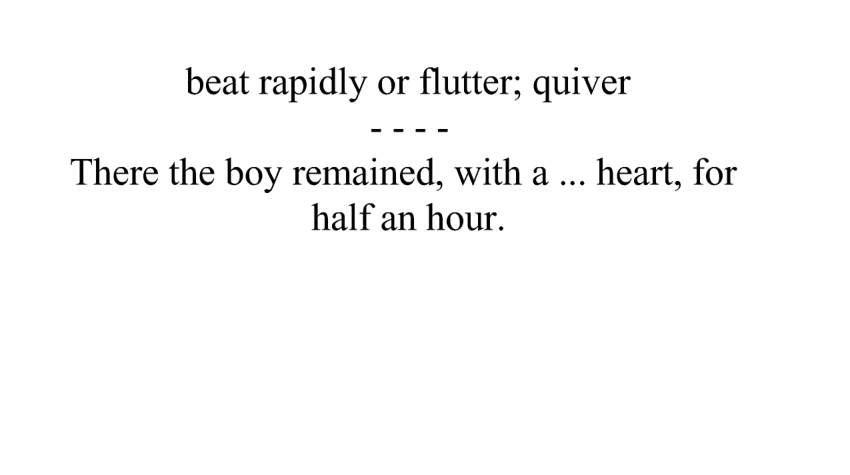 beat rapidly or flutter; quiver
- - - -
There the boy remained, with a ... heart, for
half an hour.